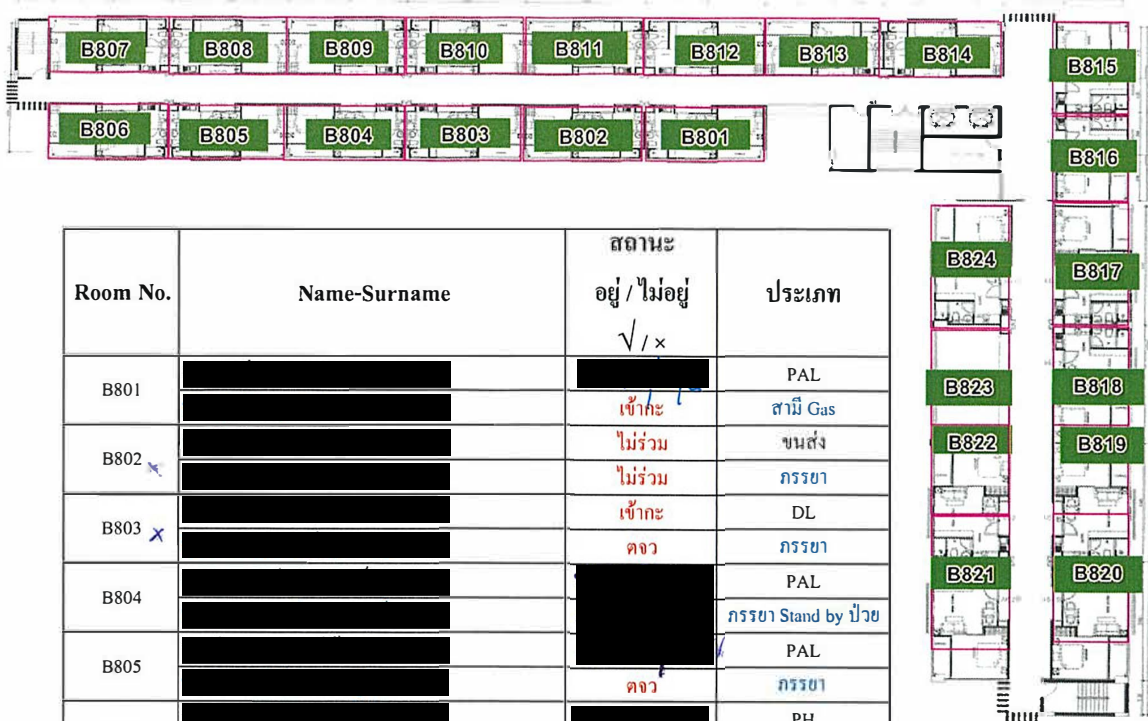 B807 B808 B809 B810 B811 B812 B813 B814
B815
B806 B805 B804 B803 B802 B801
B816
B824
B817
B823
B818
B822
B819
B821
B820
Room No. Name-Surname สถานะ อยู่ / ไม่อยู่ √ / × ประเภท
B801
PAL
เข้ากะ สามี Gas
B802
ไม่ร่วม ขนส่ง
ไม่ร่วม ภรรยา
B803 ×
เข้ากะ DL
ตจว ภรรยา
B804
PAL
ภรรยา Stand by ป่วย
B805
PAL
ตจว ภรรยา
PH